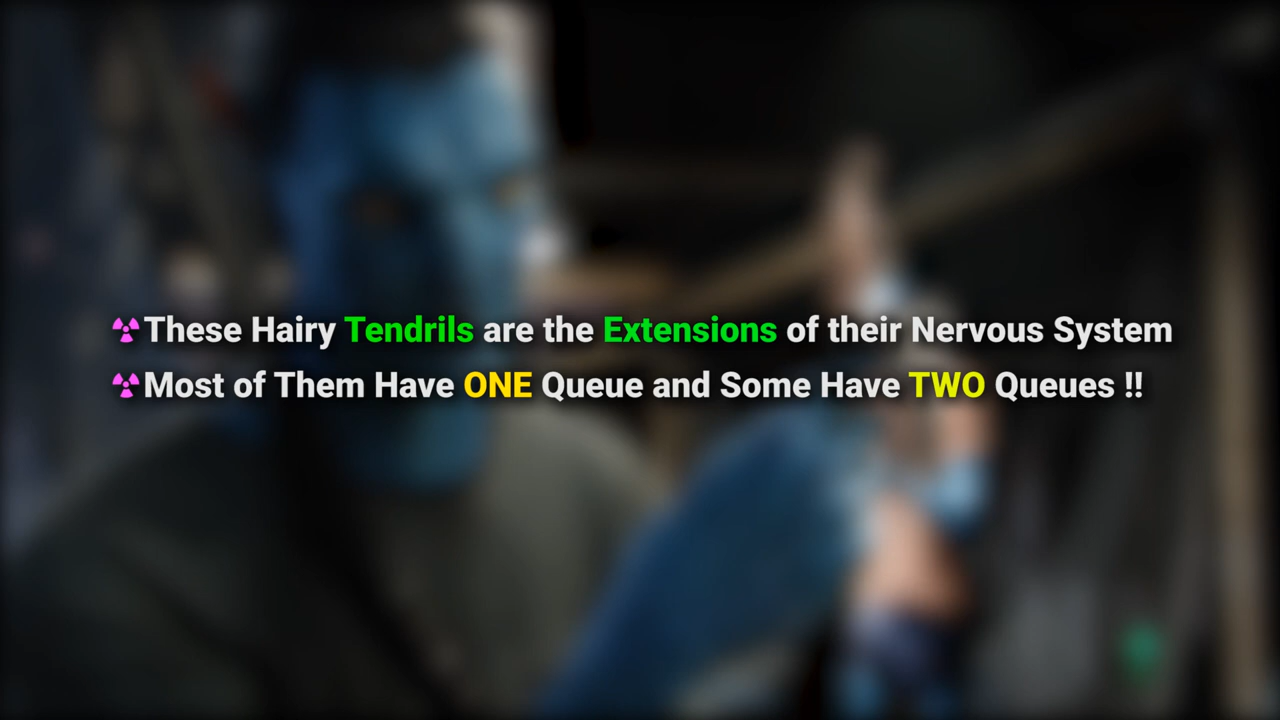 ☢These Hairy Tendrils are the Extensions of their Nervous System
☢Most of Them Have ONE Queue and Some Have TWO Queues !!